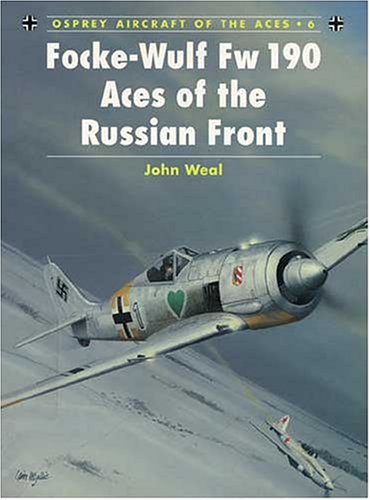 OSPREY AIRCRAFT OF THE ACES • 6
Focke-Wulf Fw 190
Aces of the
Russian Front
John Weal